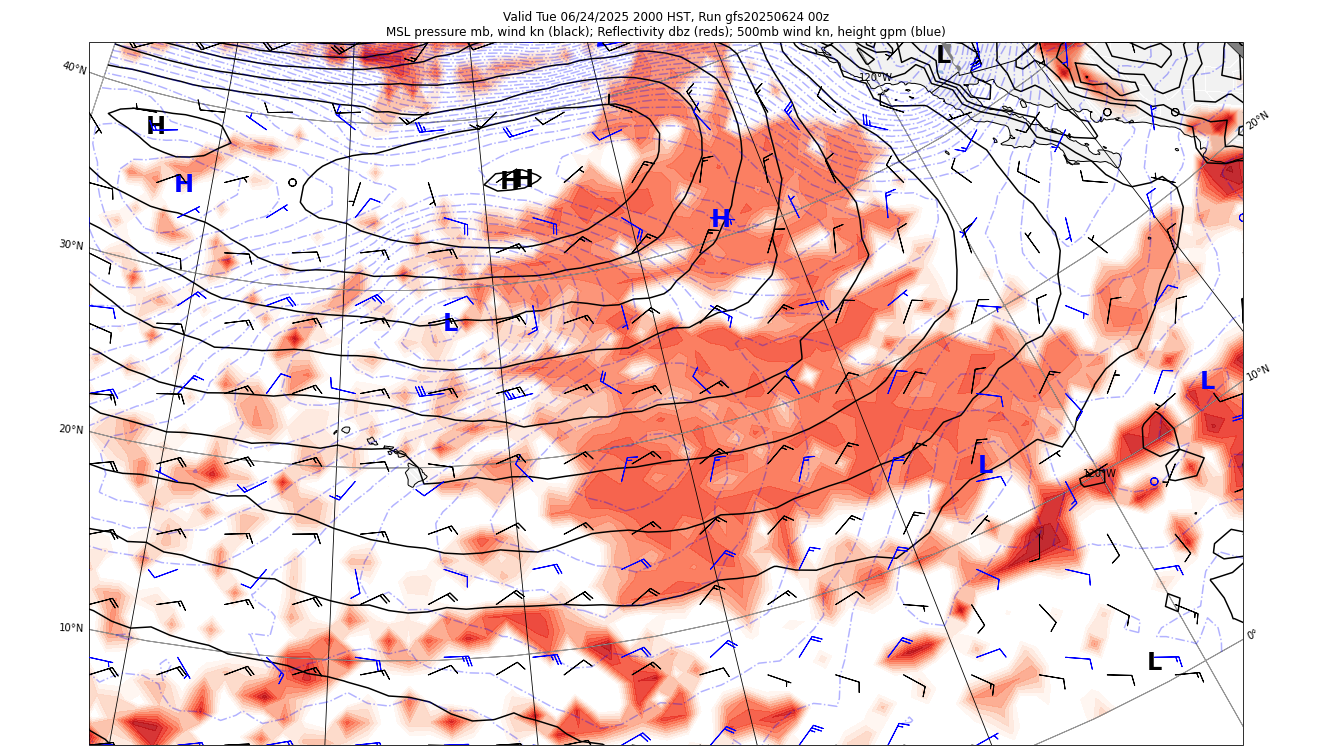 Valid Tue 06/24/2025 2000 HST, Run gfs20250624 00z
MSL pressure mb, wind kn (black); Reflectivity dbz (reds); 500mb wind kn, height gpm (blue)
L
40°N
120°W
H
20°N
H
H
H
H
30°N
L
10°N
L
20°N
L
120°W
10°N
0°
L